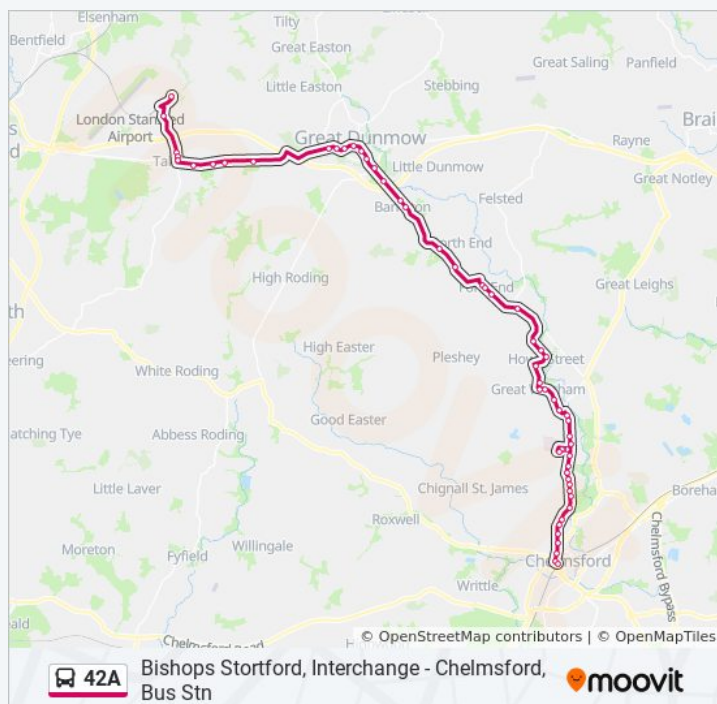 Elsenham
Tilty
Bentfield
Great Easton
Great Saling
Panfield
Little Easton
Stebbing
London Stansted
Airport
Great Dunmow
Rayne
Little Dunmow
Great Notley
Felsted
High Roding
Great Leighs
High Easter
Pleshey
White Roding
Good Easter
Abbess Roding
Little Laver
Chignall St. James
Roxwell
Moreton
Willingale
Fyfield
Chelmsford
Writtle
Chelmsford Bypass
© OpenStreetMap contributors | © OpenMapTiles
42A
Bishops Stortford, Interchange - Chelmsford,
Bus Stn
moovit